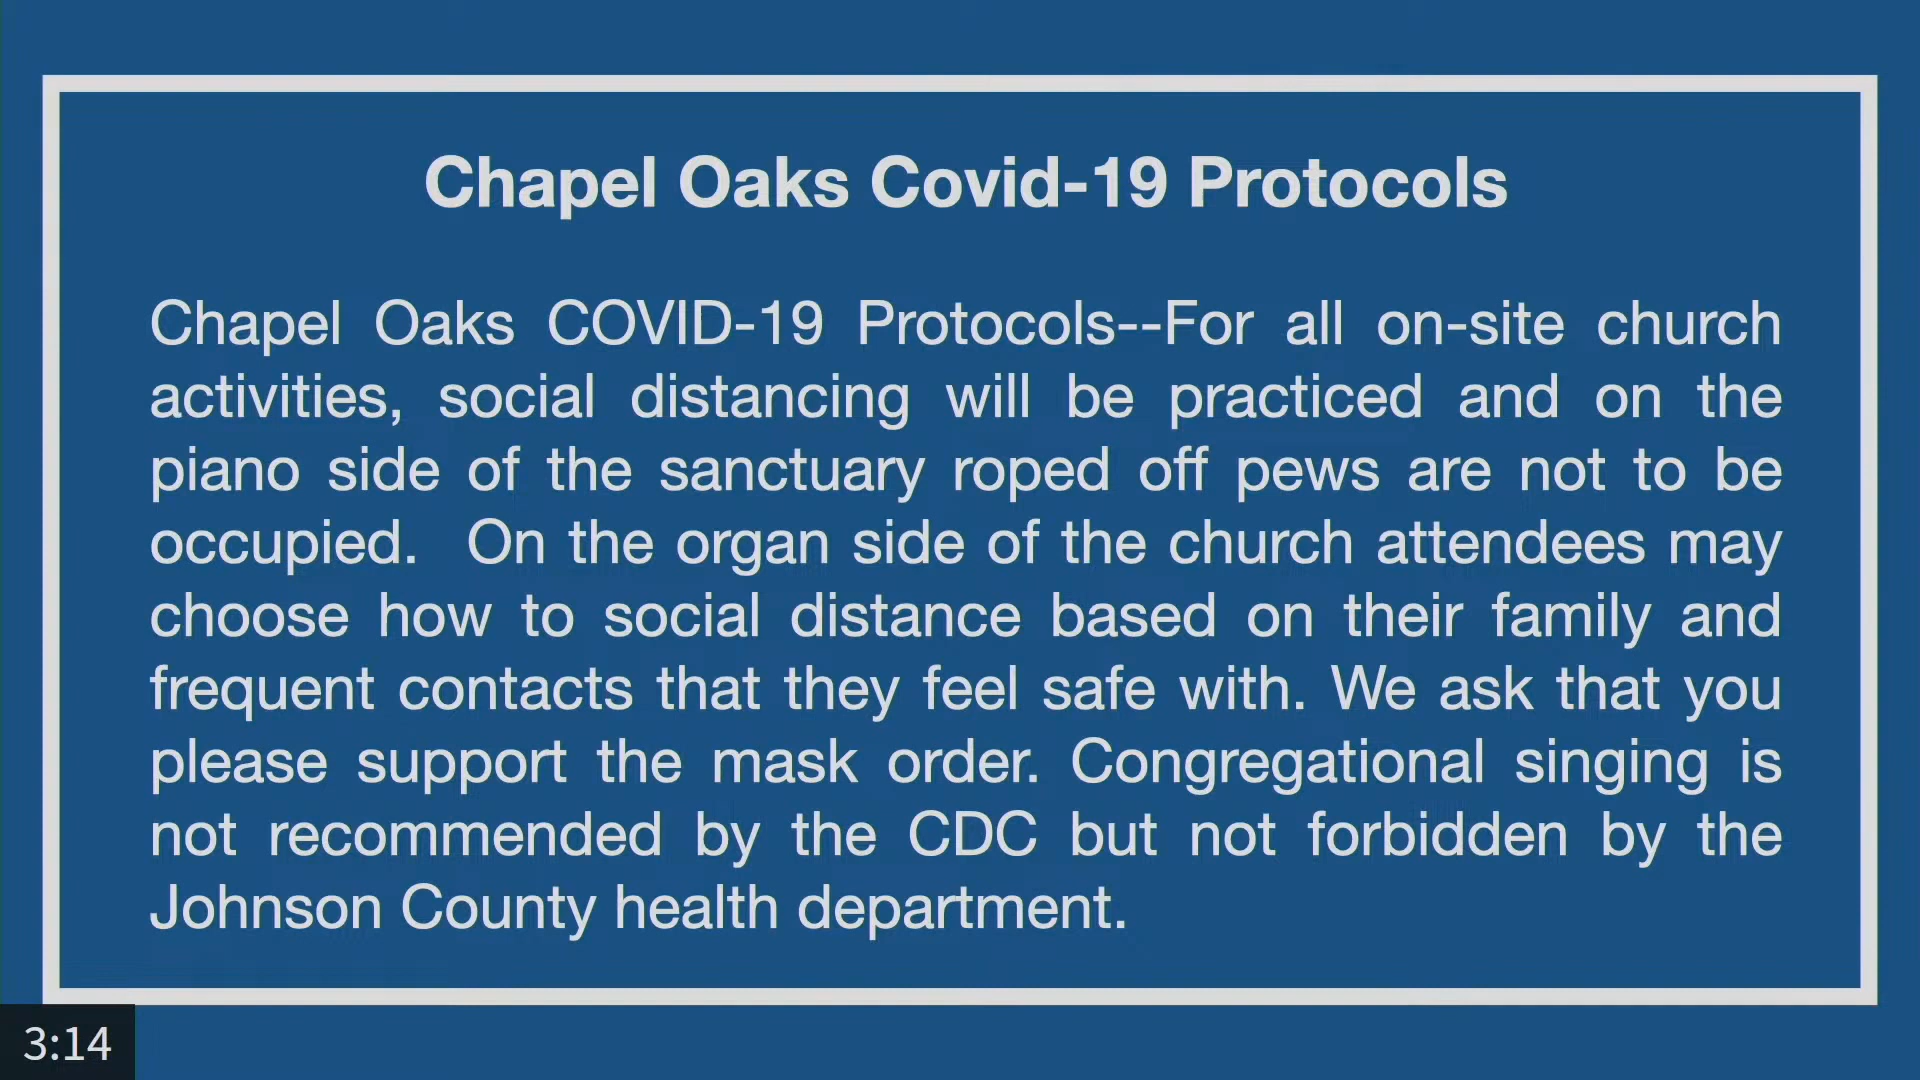 Chapel Oaks Covid-19 Protocols
Chapel Oaks COVID-19 Protocols--For all on-site church
activities, social distancing will be practiced and on the
piano side of the sanctuary roped off pews are not to be
occupied.  On the organ side of the church attendees may
choose how to social distance based on their family and
frequent contacts that they feel safe with. We ask that you
please support the mask order. Congregational singing is
not recommended by the CDC but not forbidden by the
Johnson County health department.
3:14